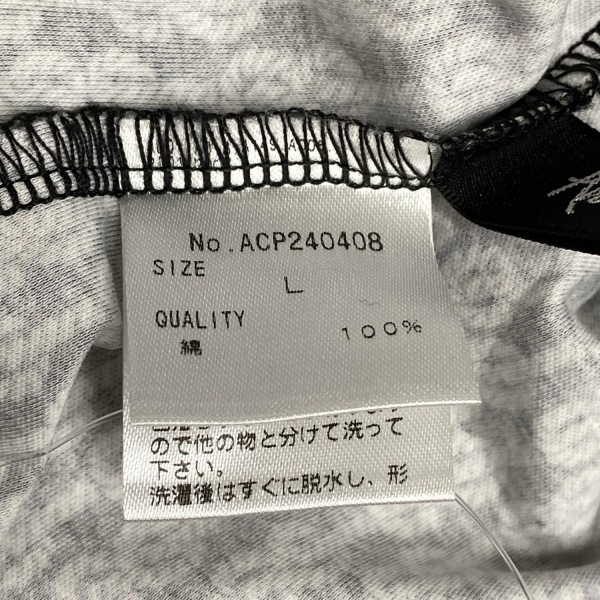 No.ACP240408
SIZE
L
QUALITY
綿 100%
ので他の物と分けて洗って
下さい。
洗濯後はすぐに脱水し、形